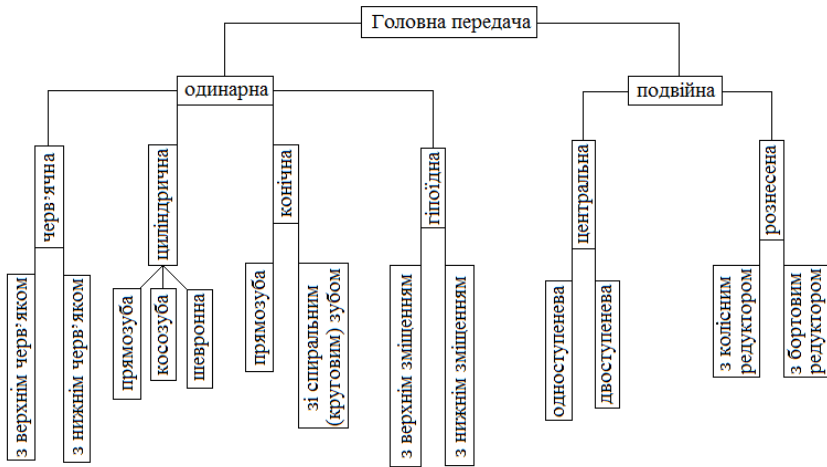 Головна передача
одинарна
подвійна
черв’ячна
циліндрична
конічна
гіпоїдна
центральна
рознесена
з верхнім черв’яком
з нижнім черв’яком
прямозуба
косозуба
шевронна
прямозуба
зі спиральним
(круговим) зубом
з верхнім зміщенням
з нижнім зміщенням
одноступенева
двоступенева
з колісним
редуктором
з бортовим
редуктором